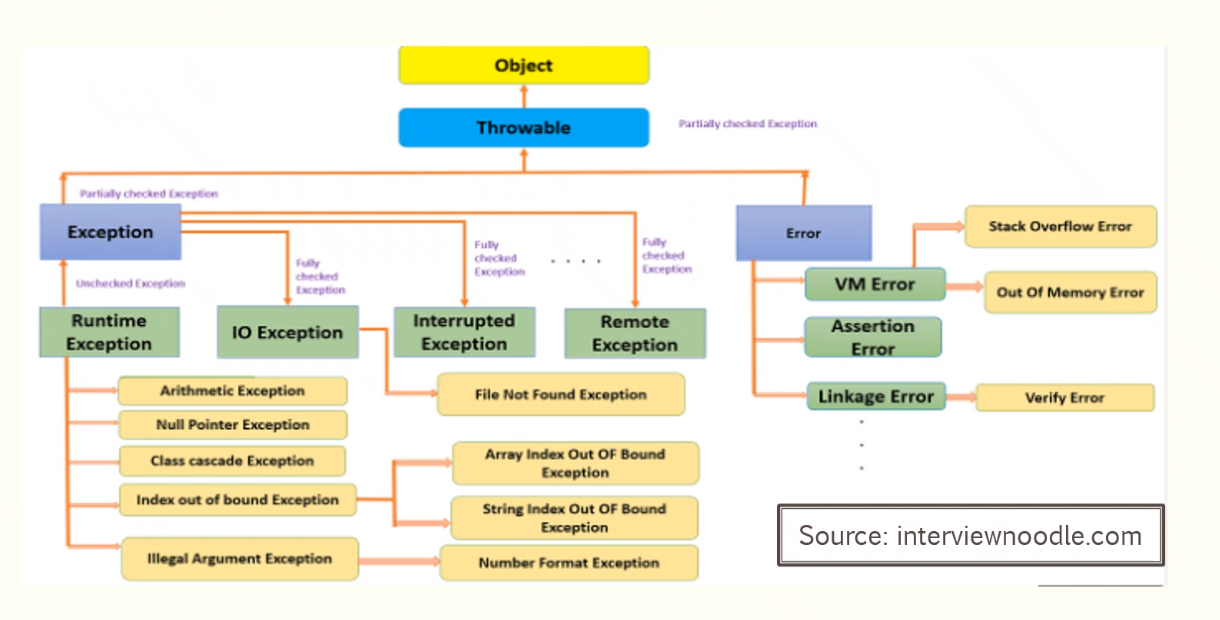 Object
Throwable
Partially checked Exception
Partially checked Exception
Exception
Error
Stack Overflow Error
Fully
checked
Exception
Fully
checked
Exception
. . . .
Fully
checked
Exception
Unchecked Exception
VM Error
Out Of Memory Error
Runtime
Exception
IO Exception
Interrupted
Exception
Remote
Exception
Assertion
Error
Arithmetic Exception
File Not Found Exception
Linkage Error
Verify Error
Null Pointer Exception
Class cascade Exception
Array Index Out OF Bound
Exception
Index out of bound Exception
String Index Out OF Bound
Exception
Illegal Argument Exception
Number Format Exception
Source: interviewnoodle.com